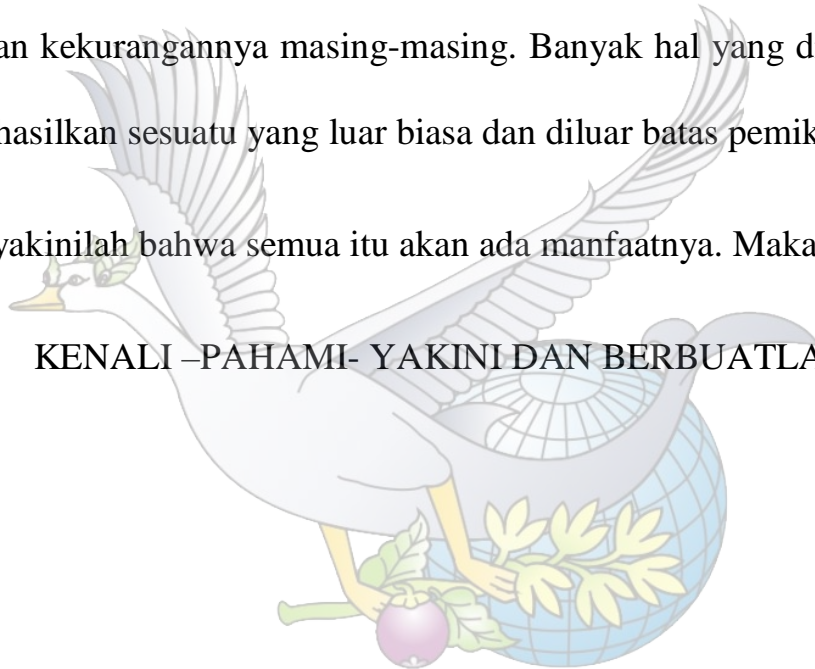 an kekurangannya masing-masing. Banyak hal yang d
hasilkan sesuatu yang luar biasa dan diluar batas pemik
yakinilah bahwa semua itu akan ada manfaatnya. Maka
KENALI –PAHAMI- YAKINI DAN BERBUATLA